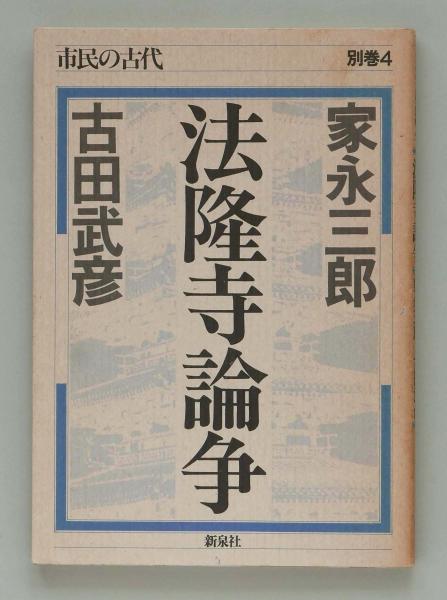 市民の古代
別巻4
家永三郎
法隆寺論争
古田武彦
新泉社